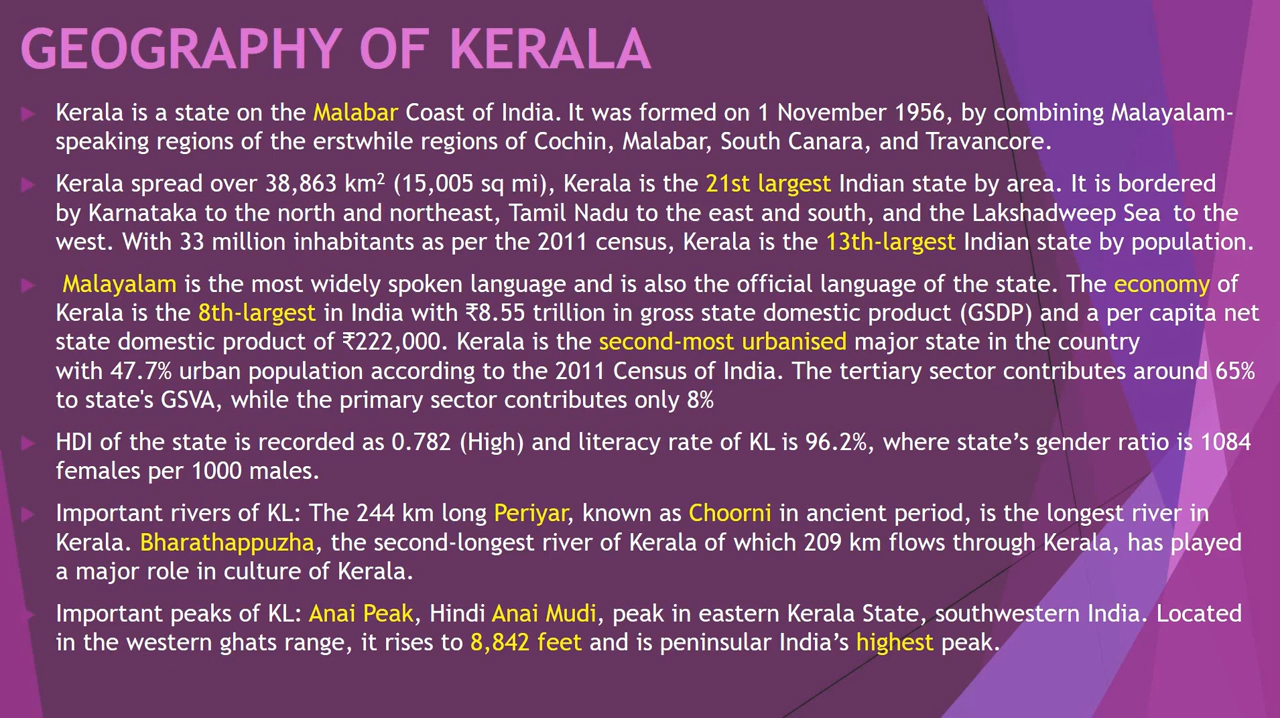 GEOGRAPHY OF KERALA
Kerala is a state on the Malabar Coast of India. It was formed on 1 November 1956, by combining Malayalam-
speaking regions of the erstwhile regions of Cochin, Malabar, South Canara, and Travancore.
Kerala spread over 38,863 km² (15,005 sq mi), Kerala is the 21st largest Indian state by area. It is bordered
by Karnataka to the north and northeast, Tamil Nadu to the east and south, and the Lakshadweep Sea to the
west. With 33 million inhabitants as per the 2011 census, Kerala is the 13th-largest Indian state by population.
Malayalam is the most widely spoken language and is also the official language of the state. The economy of
Kerala is the 8th-largest in India with ₹8.55 trillion in gross state domestic product (GSDP) and a per capita net
state domestic product of ₹222,000. Kerala is the second-most urbanised major state in the country
with 47.7% urban population according to the 2011 Census of India. The tertiary sector contributes around 65%
to state's GSVA, while the primary sector contributes only 8%
HDI of the state is recorded as 0.782 (High) and literacy rate of KL is 96.2%, where state’s gender ratio is 1084
females per 1000 males.
Important rivers of KL: The 244 km long Periyar, known as Choorni in ancient period, is the longest river in
Kerala. Bharathappuzha, the second-longest river of Kerala of which 209 km flows through Kerala, has played
a major role in culture of Kerala.
Important peaks of KL: Anai Peak, Hindi Anai Mudi, peak in eastern Kerala State, southwestern India. Located
in the western ghats range, it rises to 8,842 feet and is peninsular India’s highest peak.